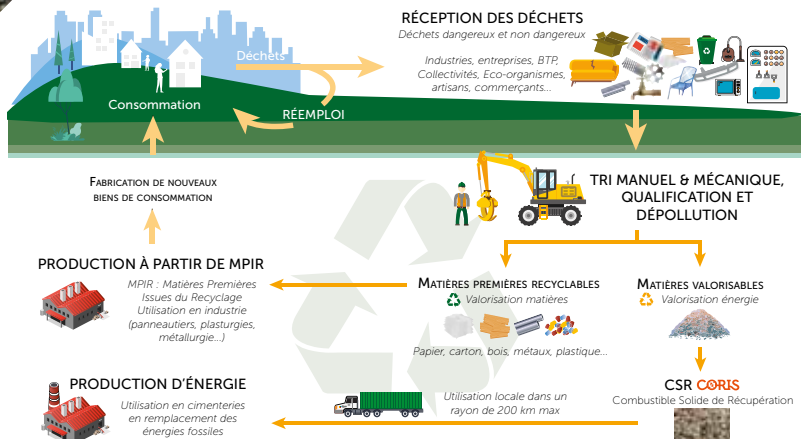 RÉCEPTION DES DÉCHETS
Déchets dangereux et non dangereux
Industries, entreprises, BTP,
Collectivités, Eco-organismes,
artisans, commerçants...
Déchets
Consommation
RÉEMPLOI
FABRICATION DE NOUVEAUX
BIENS DE CONSOMMATION
TRI MANUEL & MÉCANIQUE,
QUALIFICATION ET
DÉPOLLUTION
PRODUCTION À PARTIR DE MPIR
MPIR : Matières Premières
Issues du Recyclage
Utilisation en industrie
(panneautiers, plasturgies,
métallurgie...)
MATIÈRES PREMIÈRES RECYCLABLES
Valorisation matières
Papier, carton, bois, métaux, plastique...
MATIÈRES VALORISABLES
Valorisation énergie
CSR CORIS
Combustible Solide de Récupération
PRODUCTION D'ÉNERGIE
Utilisation en cimenteries
en remplacement des
énergies fossiles
Utilisation locale dans un
rayon de 200 km max